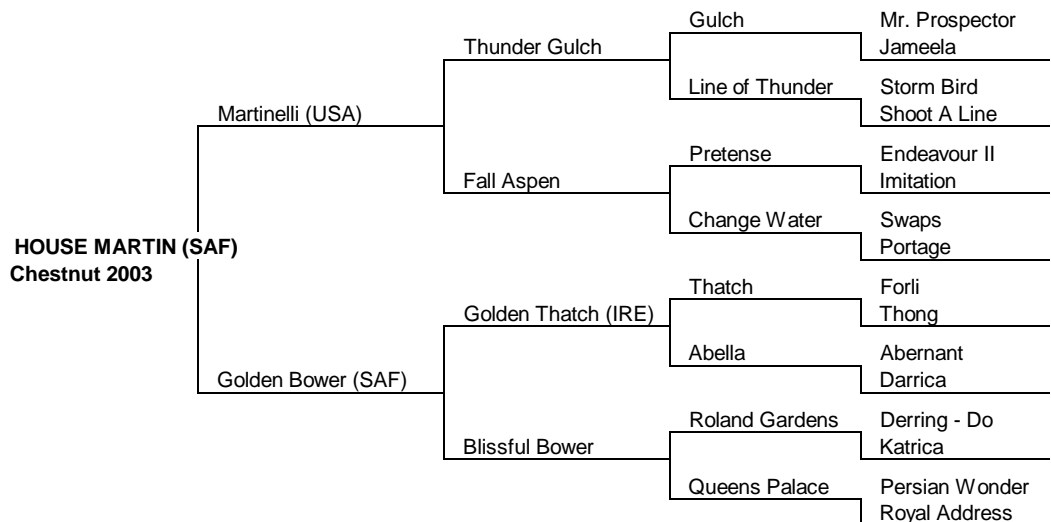 Gulch Mr. Prospector
Thunder Gulch Jameela
Line of Thunder Storm Bird
Martinelli (USA) Shoot A Line
Pretense Endeavour II
Fall Aspen Imitation
Change Water Swaps
HOUSE MARTIN (SAF) Portage
Chestnut 2003
Thatch Forli
Golden Thatch (IRE) Thong
Abella Abernant
Golden Bower (SAF) Darrica
Roland Gardens Derring - Do
Blissful Bower Katrica
Queens Palace Persian Wonder
Royal Address